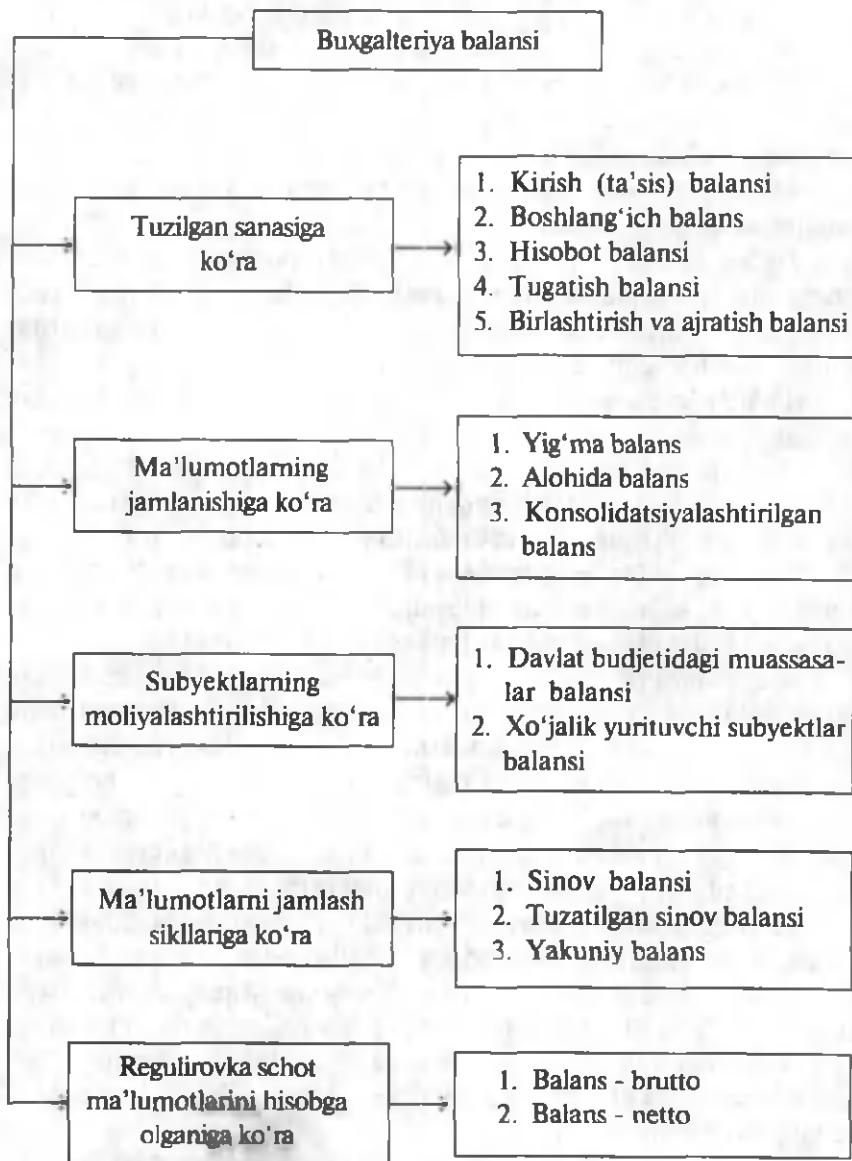 Buxgalteriya balansi
Tuzilgan sanasiga
ko‘ra
1. Kirish (ta'sis) balansi
2. Boshlang‘ich balans
3. Hisobot balansi
4. Tugatish balansi
5. Birlashtirish va ajratish balansi
Ma'lumotlarning
jamlanishiga ko‘ra
1. Yig‘ma balans
2. Alohida balans
3. Konsolidatsiyalashtirilgan
balans
Subyektlarning
moliyalashtirilishiga ko‘ra
1. Davlat budjetidagi muassasa-
lar balansi
2. Xo‘jalik yurituvchi subyektlar
balansi
Ma'lumotlarni jamlash
sikllariga ko‘ra
1. Sinov balansi
2. Tuzatilgan sinov balansi
3. Yakuniy balans
Regulirovka schot
ma'lumotlarini hisobga
olganiga ko‘ra
1. Balans - brutto
2. Balans - netto